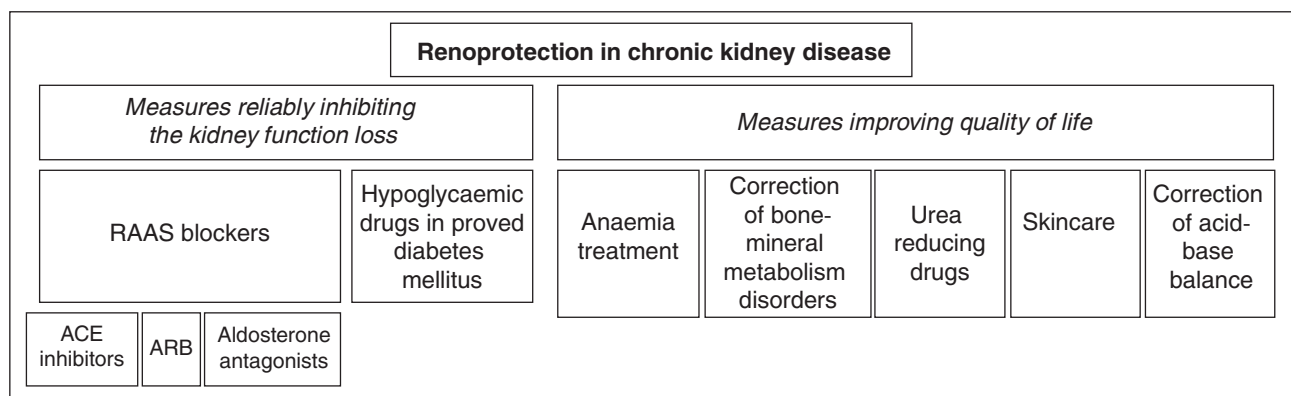 Renoprotection in chronic kidney disease
Measures reliably inhibiting
the kidney function loss
Measures improving quality of life
RAAS blockers
Hypoglycaemic
drugs in proved
diabetes
mellitus
Anaemia
treatment
Correction
of bone-
mineral
metabolism
disorders
Urea
reducing
drugs
Skincare
Correction
of acid-
base
balance
ACE
inhibitors
ARB
Aldosterone
antagonists